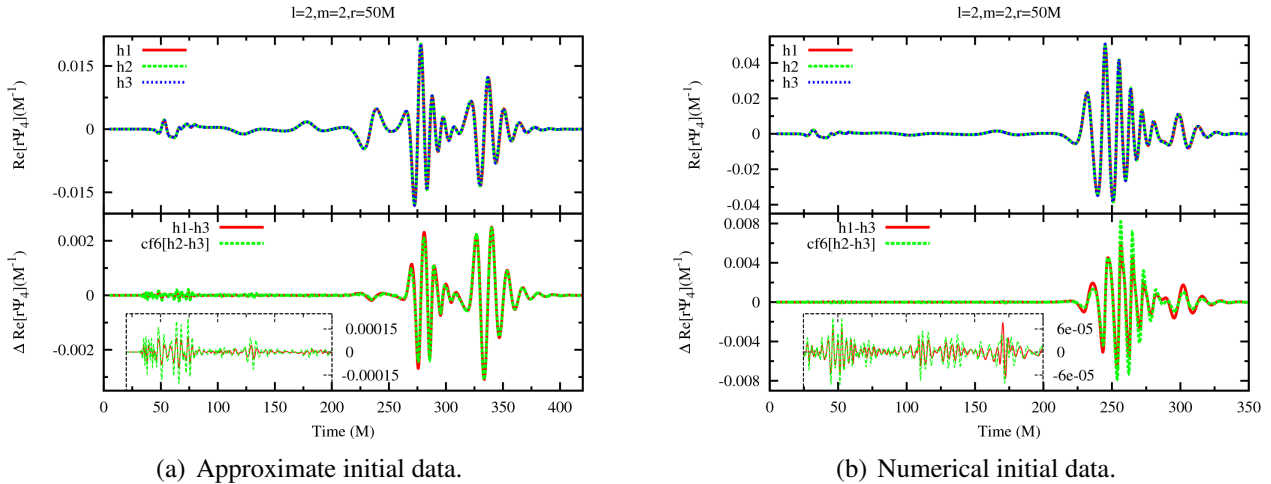 l=2,m=2,r=50M
h1
h2
h3
0.015
0
-0.015
Re[rΨ4](M-1)
h1-h3
cf6[h2-h3]
0.002
0
-0.002
Δ Re[rΨ4](M-1)
0.00015
0
-0.00015
0 50 100 150 200 250 300 350 400
Time (M)
(a) Approximate initial data.
l=2,m=2,r=50M
h1
h2
h3
0.04
0.02
0
-0.02
-0.04
Re[rΨ4](M-1)
h1-h3
cf6[h2-h3]
0.008
0.004
0
-0.004
-0.008
Δ Re[rΨ4](M-1)
6e-05
0
-6e-05
0 50 100 150 200 250 300 350
Time (M)
(b) Numerical initial data.